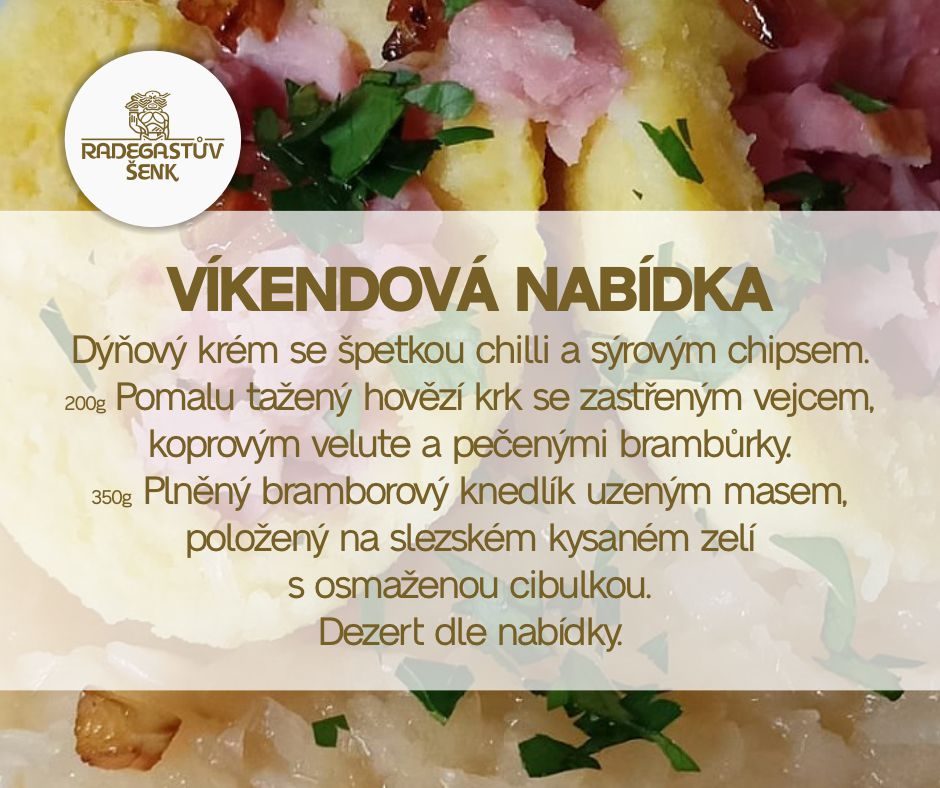 RADEGASTŮV
ŠENK
VÍKENDOVÁ NABÍDKA
Dýňový krém se špetkou chilli a sýrovým chipsem.
200g Pomalu tažený hovězí krk se zastřeným vejcem,
koprovým velute a pečenými brambůrky.
350g Plněný bramborový knedlík uzeným masem,
položený na slezském kysaném zelí
s osmaženou cibulkou.
Dezert dle nabídky.